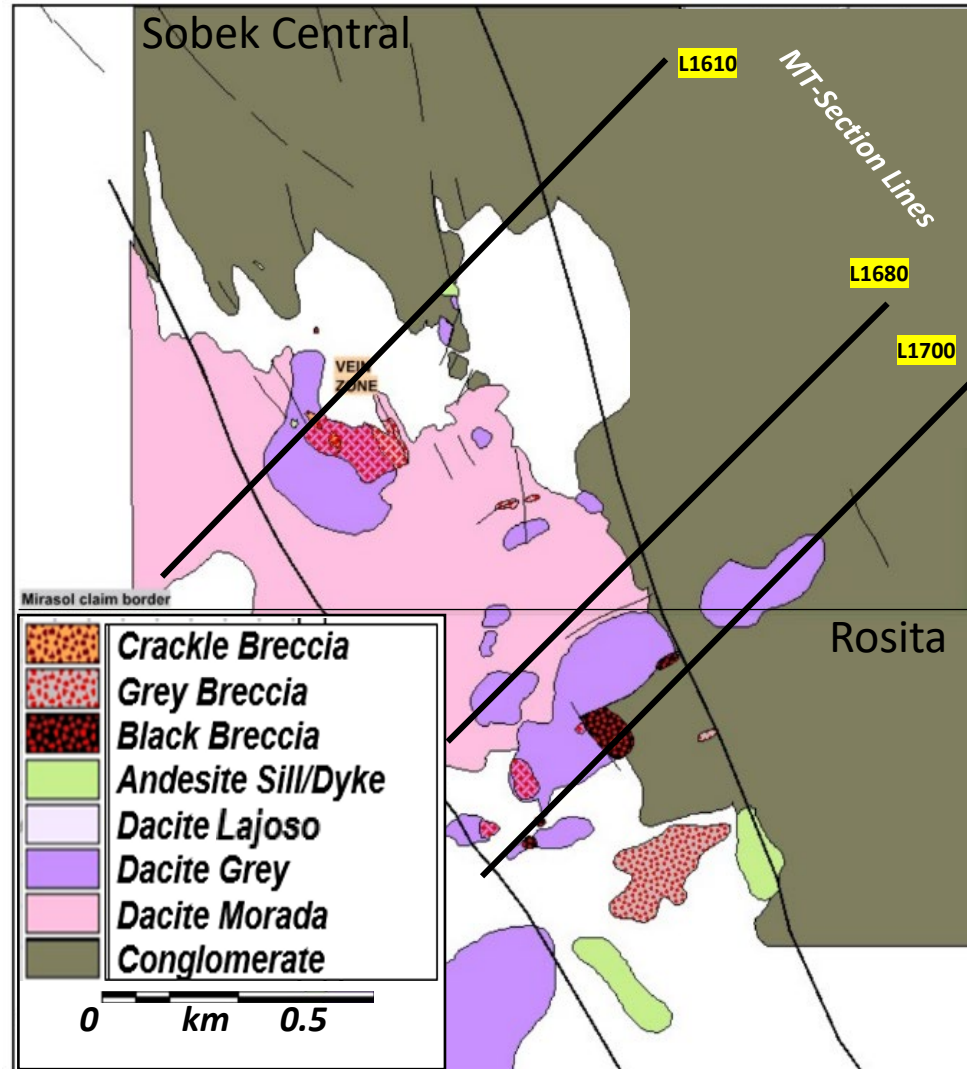 Sobek Central
L1610
MT-Section Lines
L1680
L1700
VEIN
ZONE
Mirasol claim border
Rosita
Crackle Breccia
Grey Breccia
Black Breccia
Andesite Sill/Dyke
Dacite Lajoso
Dacite Grey
Dacite Morada
Conglomerate
0 km 0.5